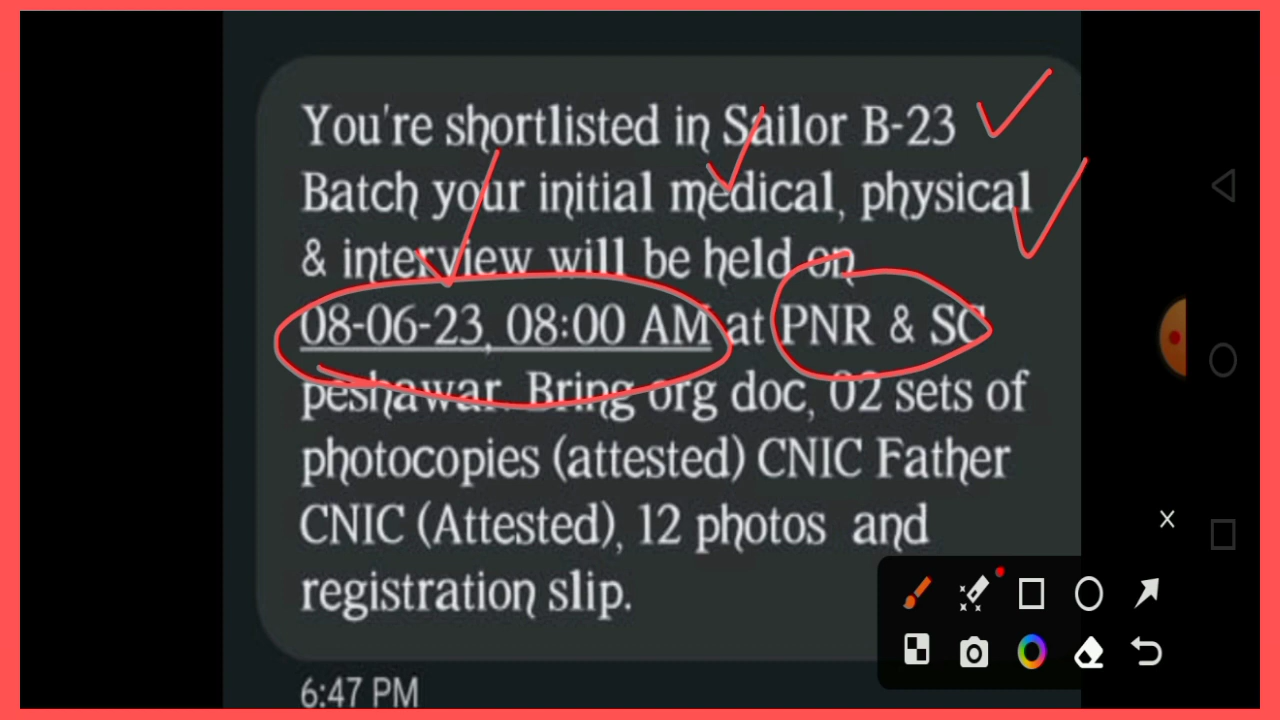 You're shortlisted in Sailor B-23
Batch your initial medical, physical
& interview will be held on
08-06-23, 08:00 AM at PNR & SC
peshawar. Bring org doc, 02 sets of
photocopies (attested) CNIC Father
CNIC (Attested), 12 photos and
registration slip.
6:47 PM